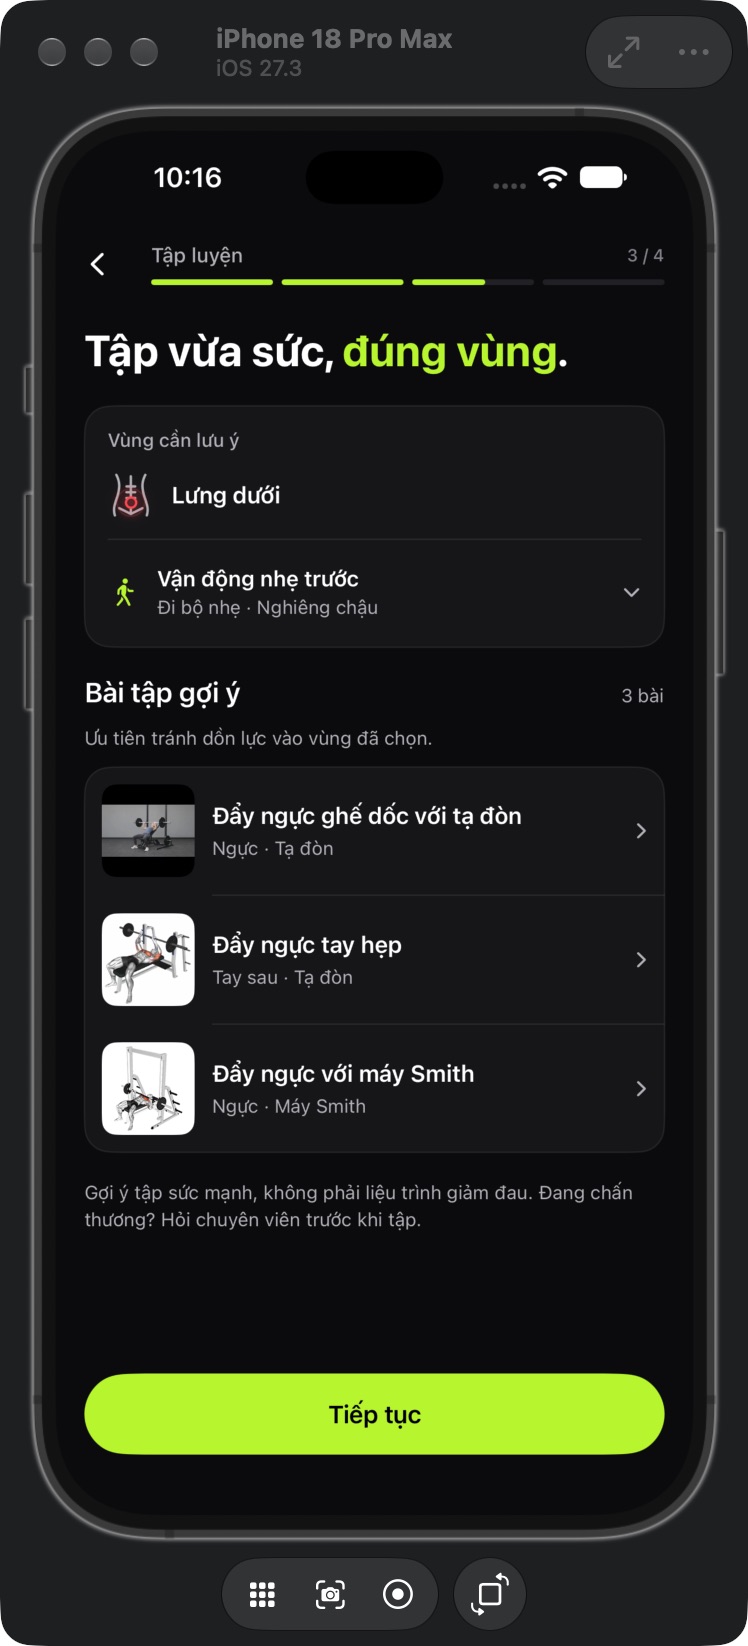 iPhone 18 Pro Max
iOS 27.3
10:16
Tập luyện
3 / 4
Tập vừa sức, đúng vùng.
Vùng cần lưu ý
Lưng dưới
Vận động nhẹ trước
Đi bộ nhẹ · Nghiêng chậu
Bài tập gợi ý
3 bài
Ưu tiên tránh dồn lực vào vùng đã chọn.
Đẩy ngực ghế dốc với tạ đòn
Ngực · Tạ đòn
Đẩy ngực tay hẹp
Tay sau · Tạ đòn
Đẩy ngực với máy Smith
Ngực · Máy Smith
Gợi ý tập sức mạnh, không phải liệu trình giảm đau. Đang chấn
thương? Hỏi chuyên viên trước khi tập.
Tiếp tục